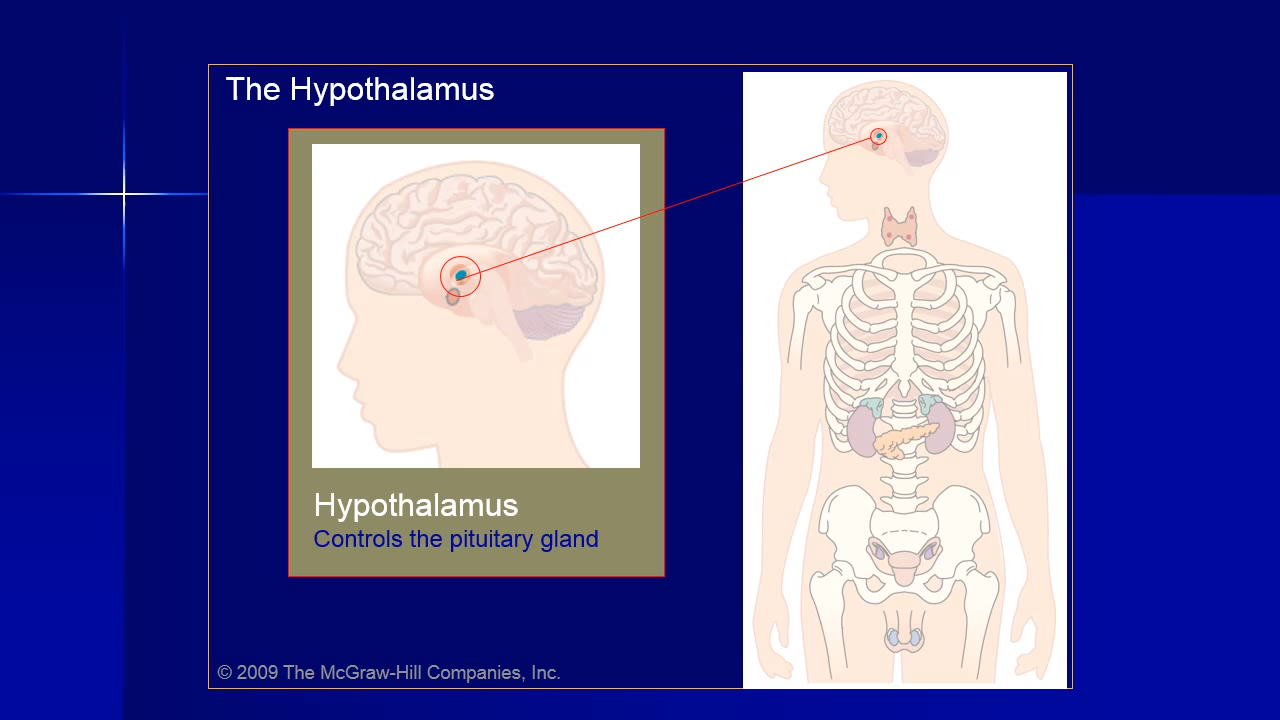 The Hypothalamus
Hypothalamus
Controls the pituitary gland
© 2009 The McGraw-Hill Companies, Inc.